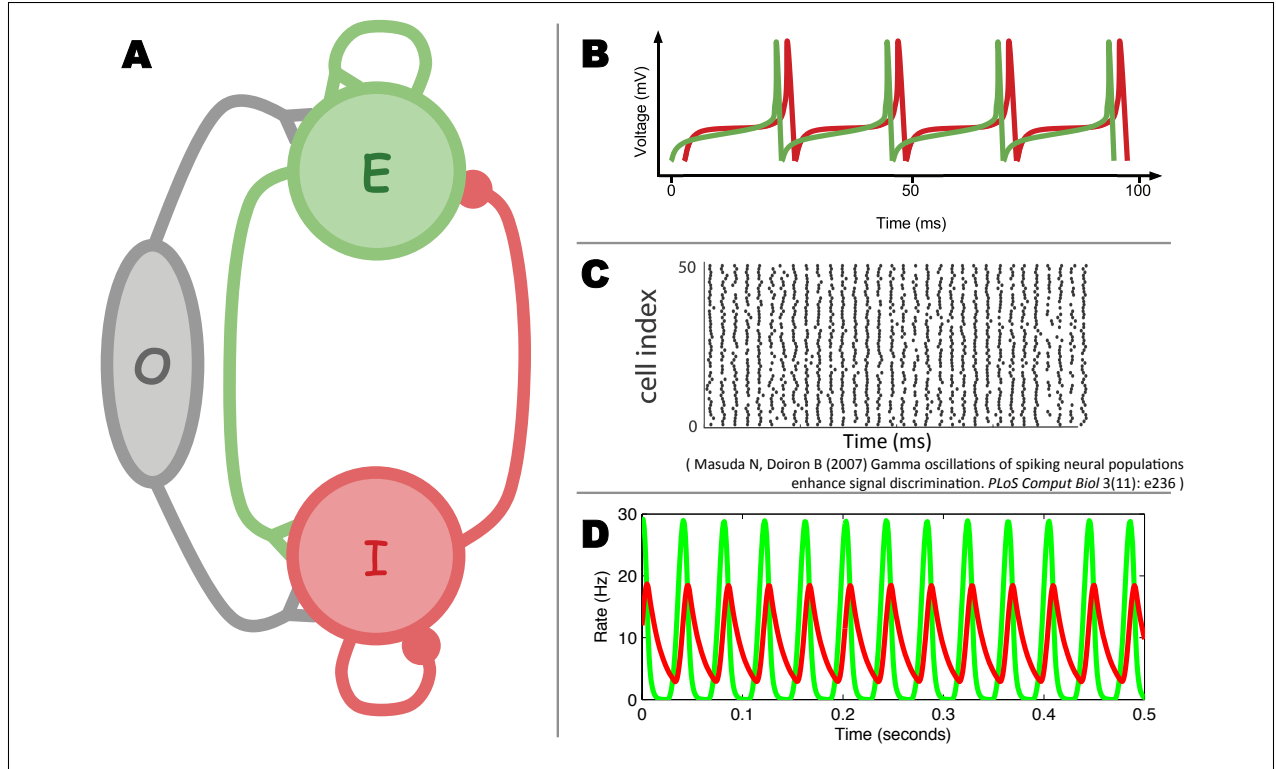 A
E
O
I
B
Voltage (mV)
0
50
100
Time (ms)
C
50
cell index
0
Time (ms)
( Masuda N, Doiron B (2007) Gamma oscillations of spiking neural populations
enhance signal discrimination. PLoS Comput Biol 3(11): e236 )
D
30
20
10
0
Rate (Hz)
0
0.1
0.2
0.3
0.4
0.5
Time (seconds)